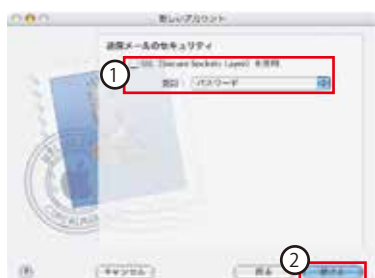 新しいアカウント
送信メールのセキュリティ
① SSL (Secure Sockets Layer) を使用
認証: パスワード
②
キャンセル 戻る 続ける